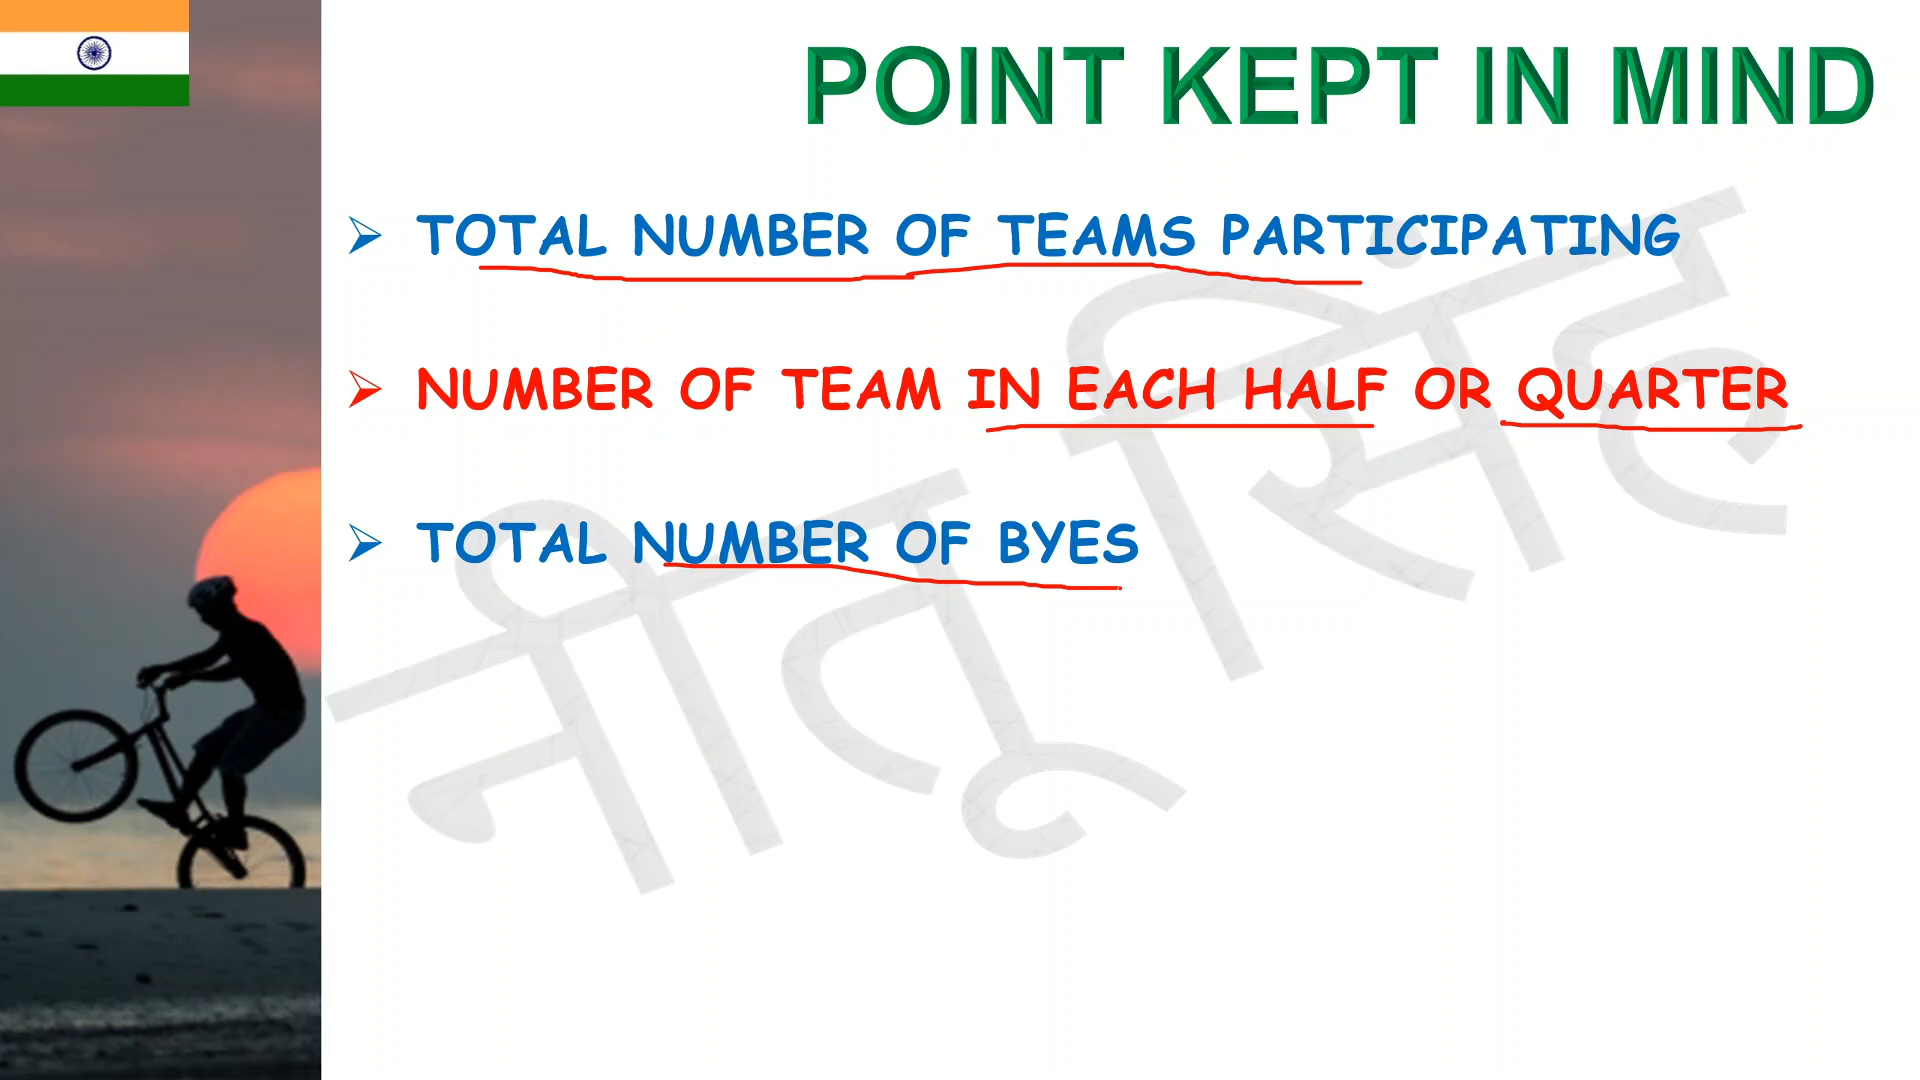 POINT KEPT IN MIND
TOTAL NUMBER OF TEAMS PARTICIPATING
NUMBER OF TEAM IN EACH HALF OR QUARTER
TOTAL NUMBER OF BYES
नीतू सिंह